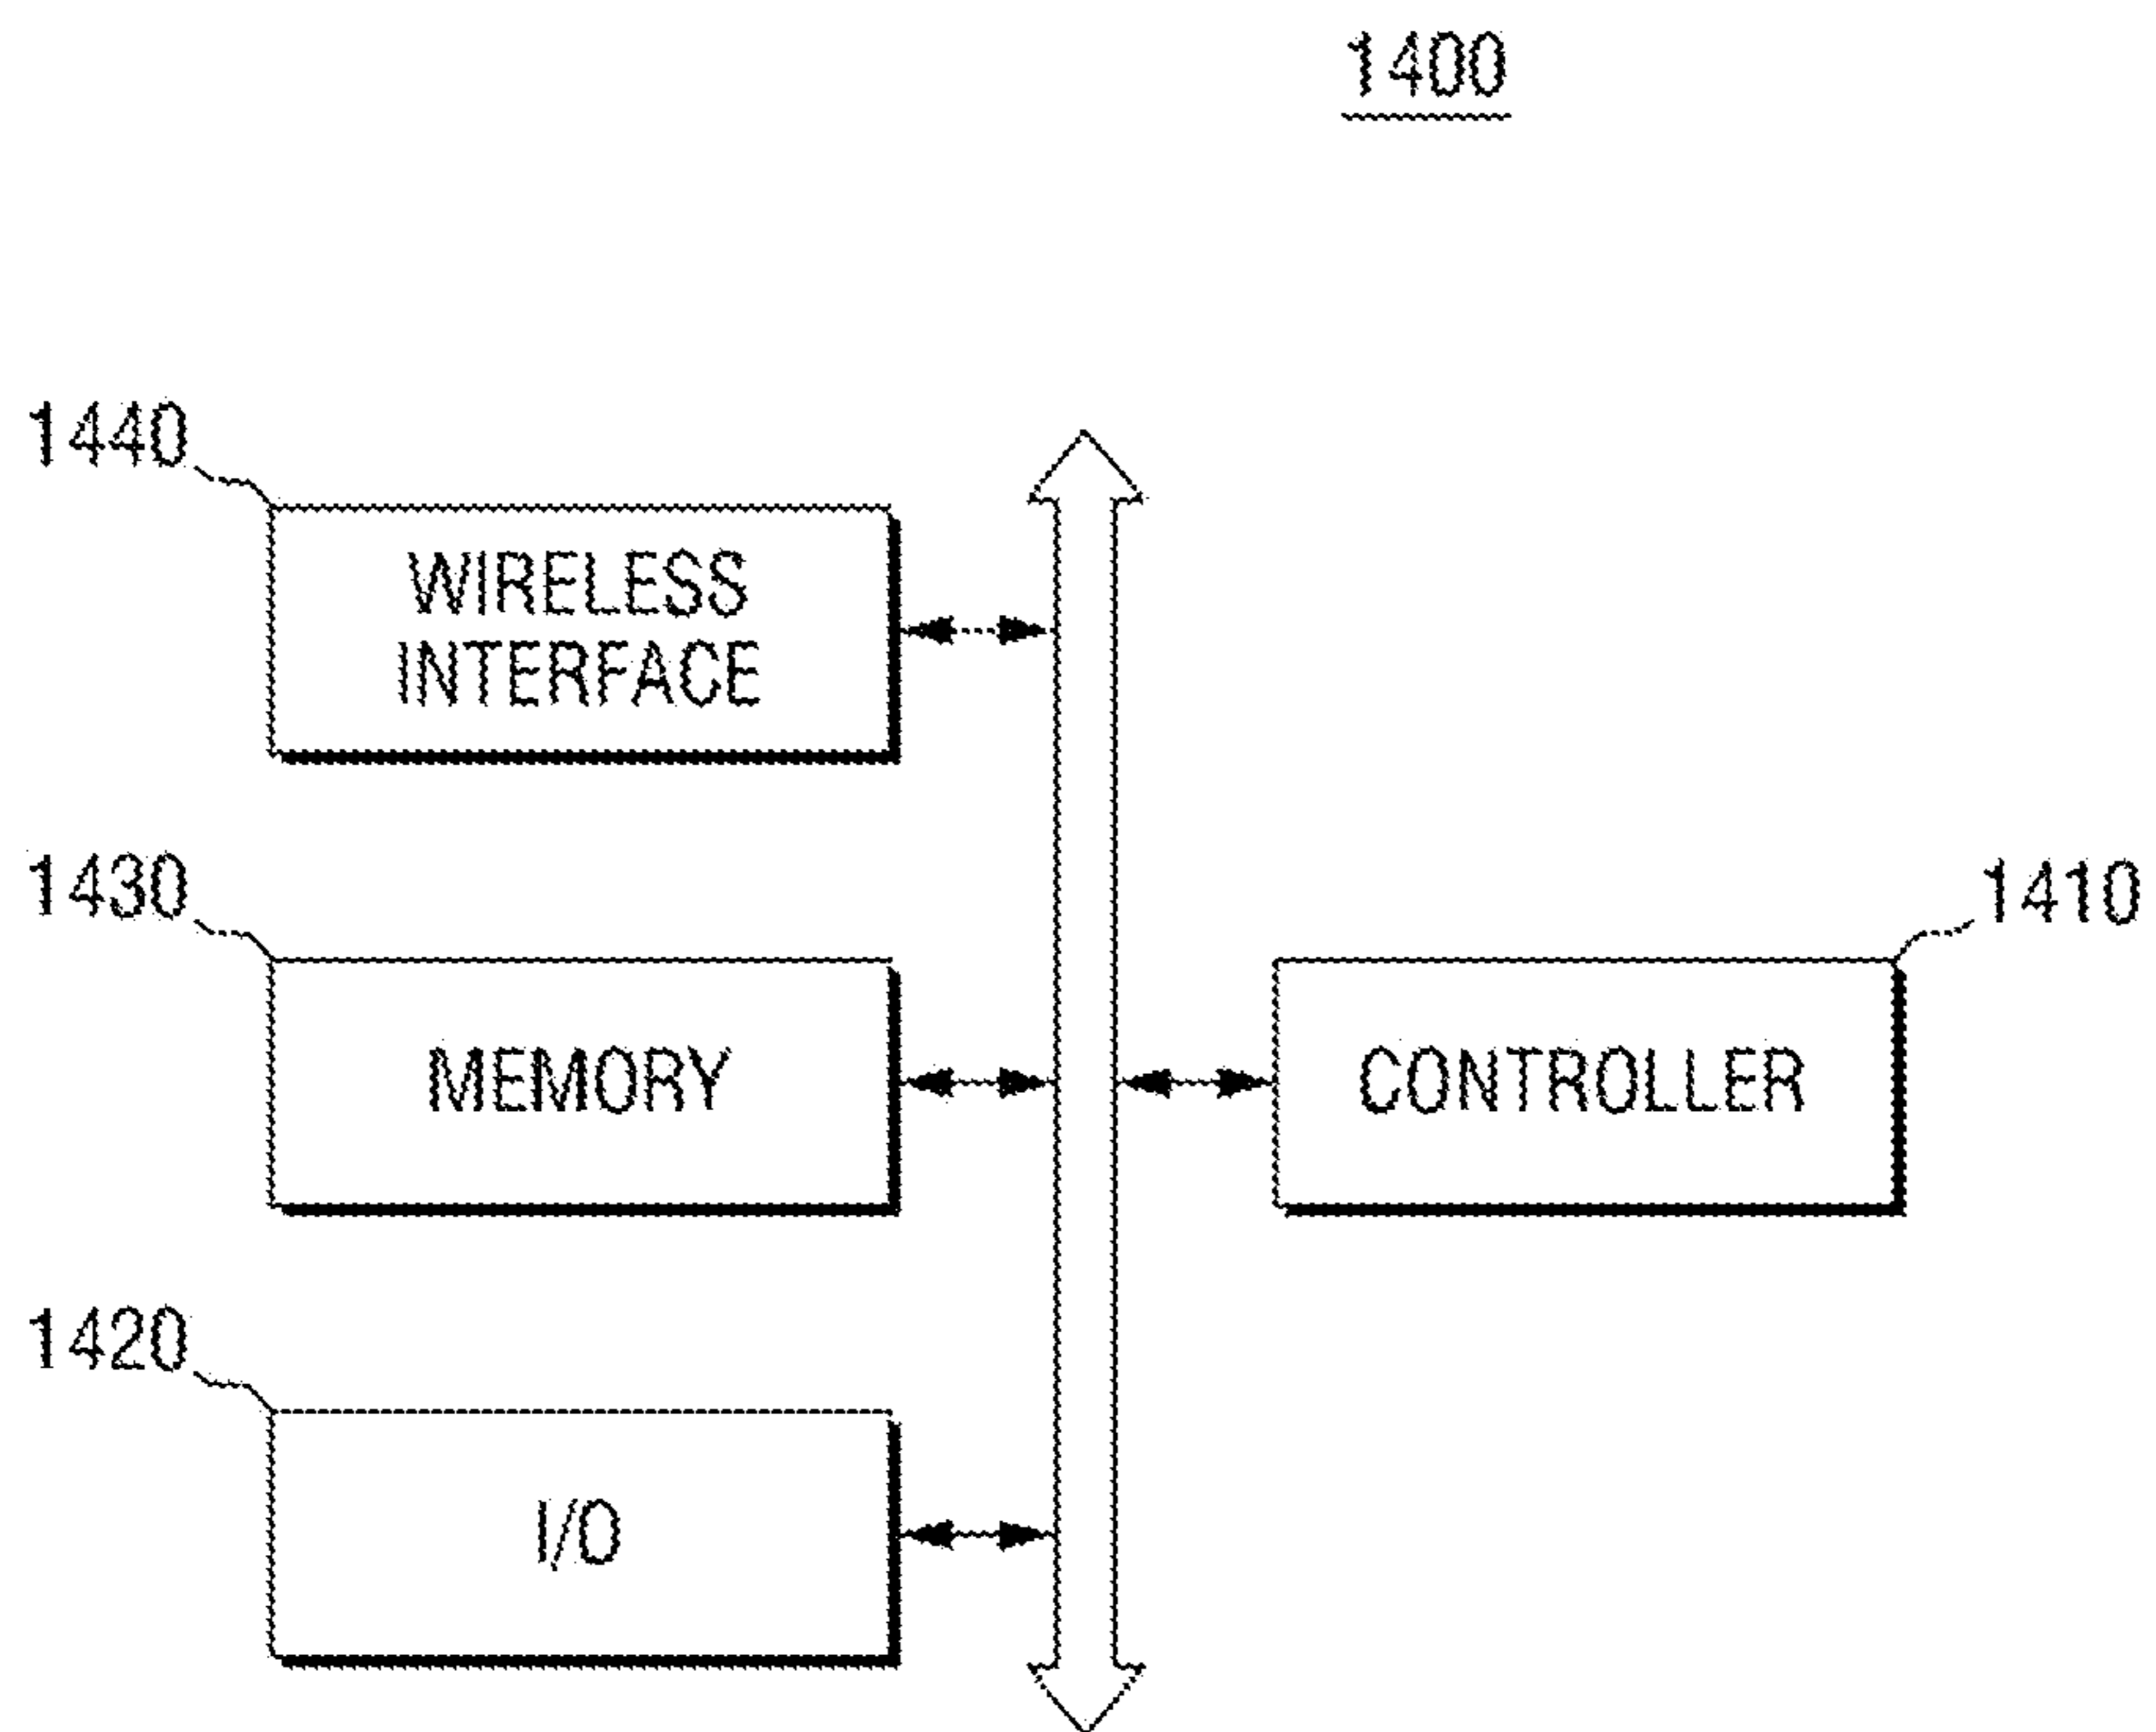 1400
1440
WIRELESS
INTERFACE
1430
MEMORY
1410
CONTROLLER
1420
I/O